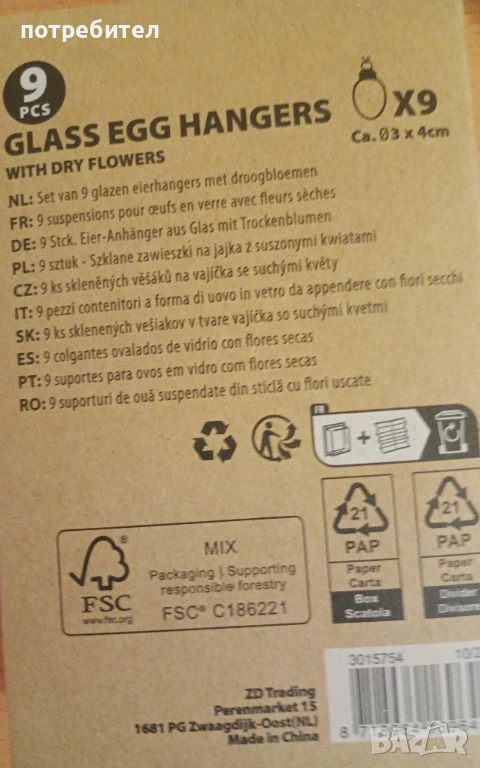 потребител
9
PCS
GLASS EGG HANGERS
WITH DRY FLOWERS
X9
Ca. Ø3 x 4cm
NL: Set van 9 glazen eierhangers met droogbloemen
FR: 9 suspensions pour œufs en verre avec fleurs sèches
DE: 9 Stck. Eier-Anhänger aus Glas mit Trockenblumen
PL: 9 sztuk - Szklane zawieszki na jajka z suszonymi kwiatami
CZ: 9 ks skleněných věšáků na vajíčka se suchými květy
IT: 9 pezzi contenitori a forma di uovo in vetro da appendere con fiori secchi
SK: 9 ks sklenených vešiakov v tvare vajíčka so suchými kvetmi
ES: 9 colgantes ovalados de vidrio con flores secas
PT: 9 suportes para ovos em vidro com flores secas
RO: 9 suporturi de ouă suspendate din sticlă cu flori uscate
FR
+
21
PAP
Paper
Carta
Box
Scatola
21
PAP
Paper
Carta
Divider
Divisore
FSC
www.fsc.org
MIX
Packaging | Supporting
responsible forestry
FSC® C186221
3015754
10/2
ZD Trading
Perenmarket 15
1681 PG Zwaagdijk-Oost(NL)
Made in China
BAZAR